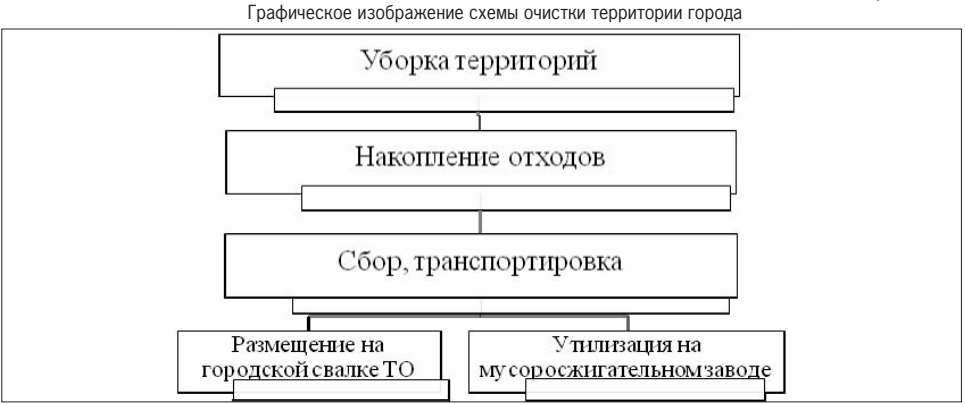 Графическое изображение схемы очистки территории города
Уборка территорий
Накопление отходов
Сбор, транспортировка
Размещение на
городской свалке ТО
Утилизация на
мусоросжигательном заводе